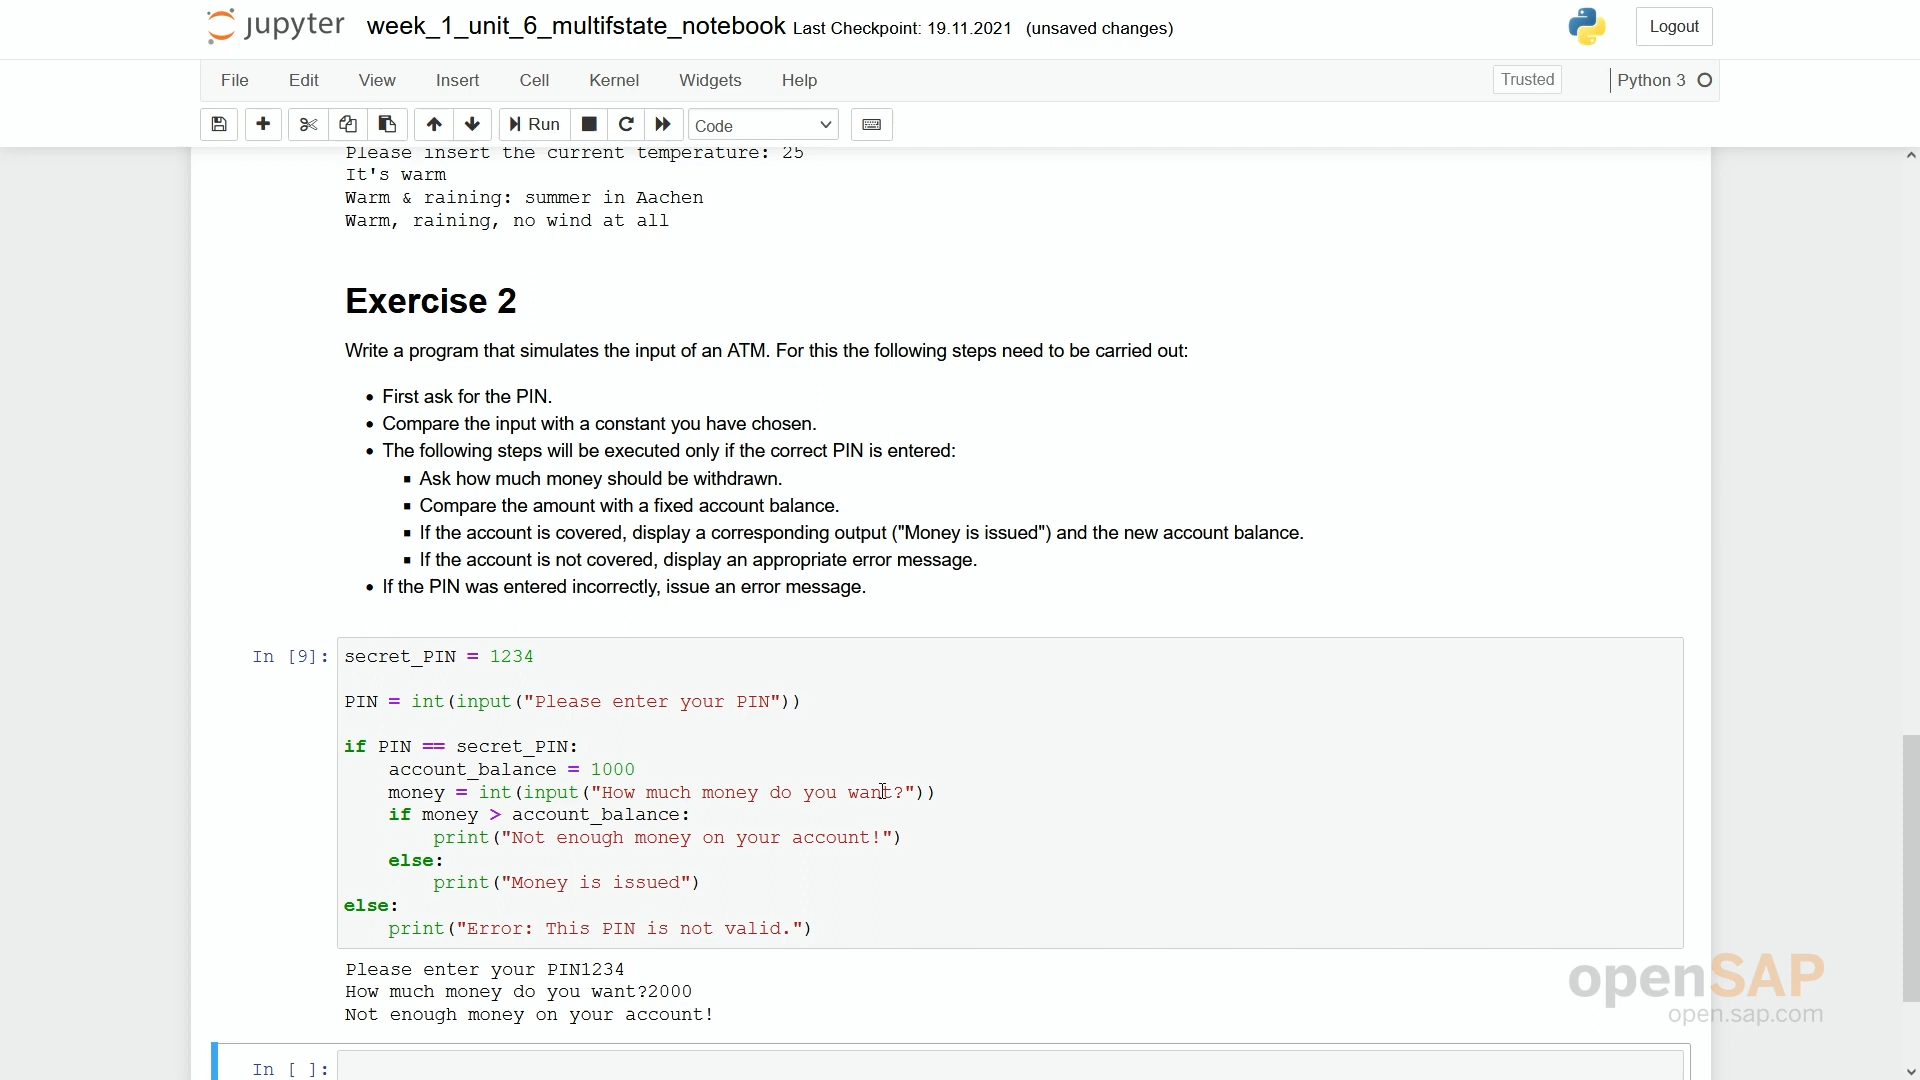 jupyter week_1_unit_6_multifstate_notebook Last Checkpoint: 19.11.2021 (unsaved changes) Logout
File Edit View Insert Cell Kernel Widgets Help Trusted Python 3
Run Code
Please insert the current temperature: 25
It's warm
Warm & raining: summer in Aachen
Warm, raining, no wind at all
Exercise 2
Write a program that simulates the input of an ATM. For this the following steps need to be carried out:
• First ask for the PIN.
• Compare the input with a constant you have chosen.
• The following steps will be executed only if the correct PIN is entered:
▪ Ask how much money should be withdrawn.
▪ Compare the amount with a fixed account balance.
▪ If the account is covered, display a corresponding output ("Money is issued") and the new account balance.
▪ If the account is not covered, display an appropriate error message.
• If the PIN was entered incorrectly, issue an error message.
In [9]: secret_PIN = 1234
PIN = int(input("Please enter your PIN"))
if PIN == secret_PIN:
    account_balance = 1000
    money = int(input("How much money do you want?"))
    if money > account_balance:
        print("Not enough money on your account!")
    else:
        print("Money is issued")
else:
    print("Error: This PIN is not valid.")
Please enter your PIN1234
How much money do you want?2000
Not enough money on your account!
openSAP
open.sap.com
In [ ]: